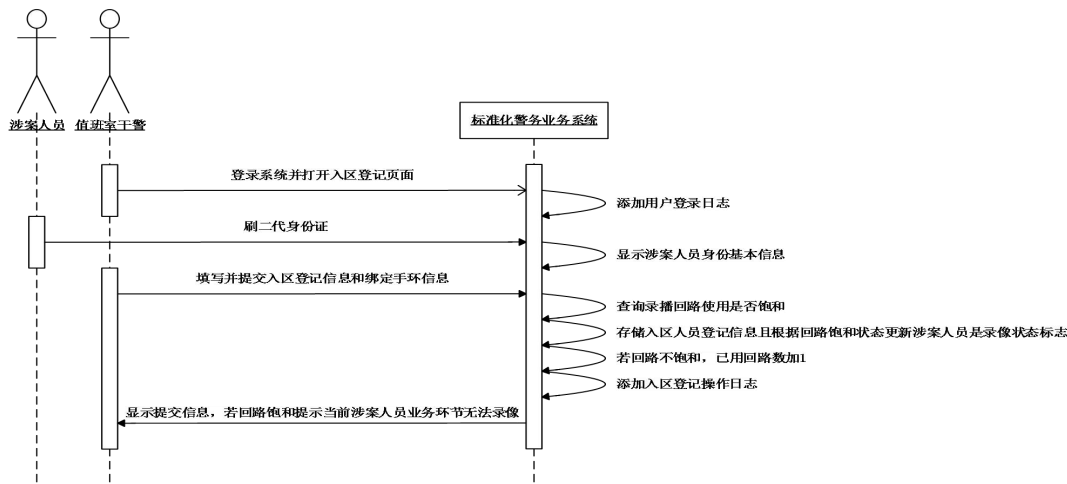 涉案人员
值班室干警
标准化警务业务系统
登录系统并打开入区登记页面
添加用户登录日志
刷二代身份证
显示涉案人员身份基本信息
填写并提交入区登记信息和绑定手环信息
查询录播回路使用是否饱和
存储入区人员登记信息且根据回路饱和状态更新涉案人员是录像状态标志
若回路不饱和，已用回路数加1
添加入区登记操作日志
显示提交信息，若回路饱和提示当前涉案人员业务环节无法录像